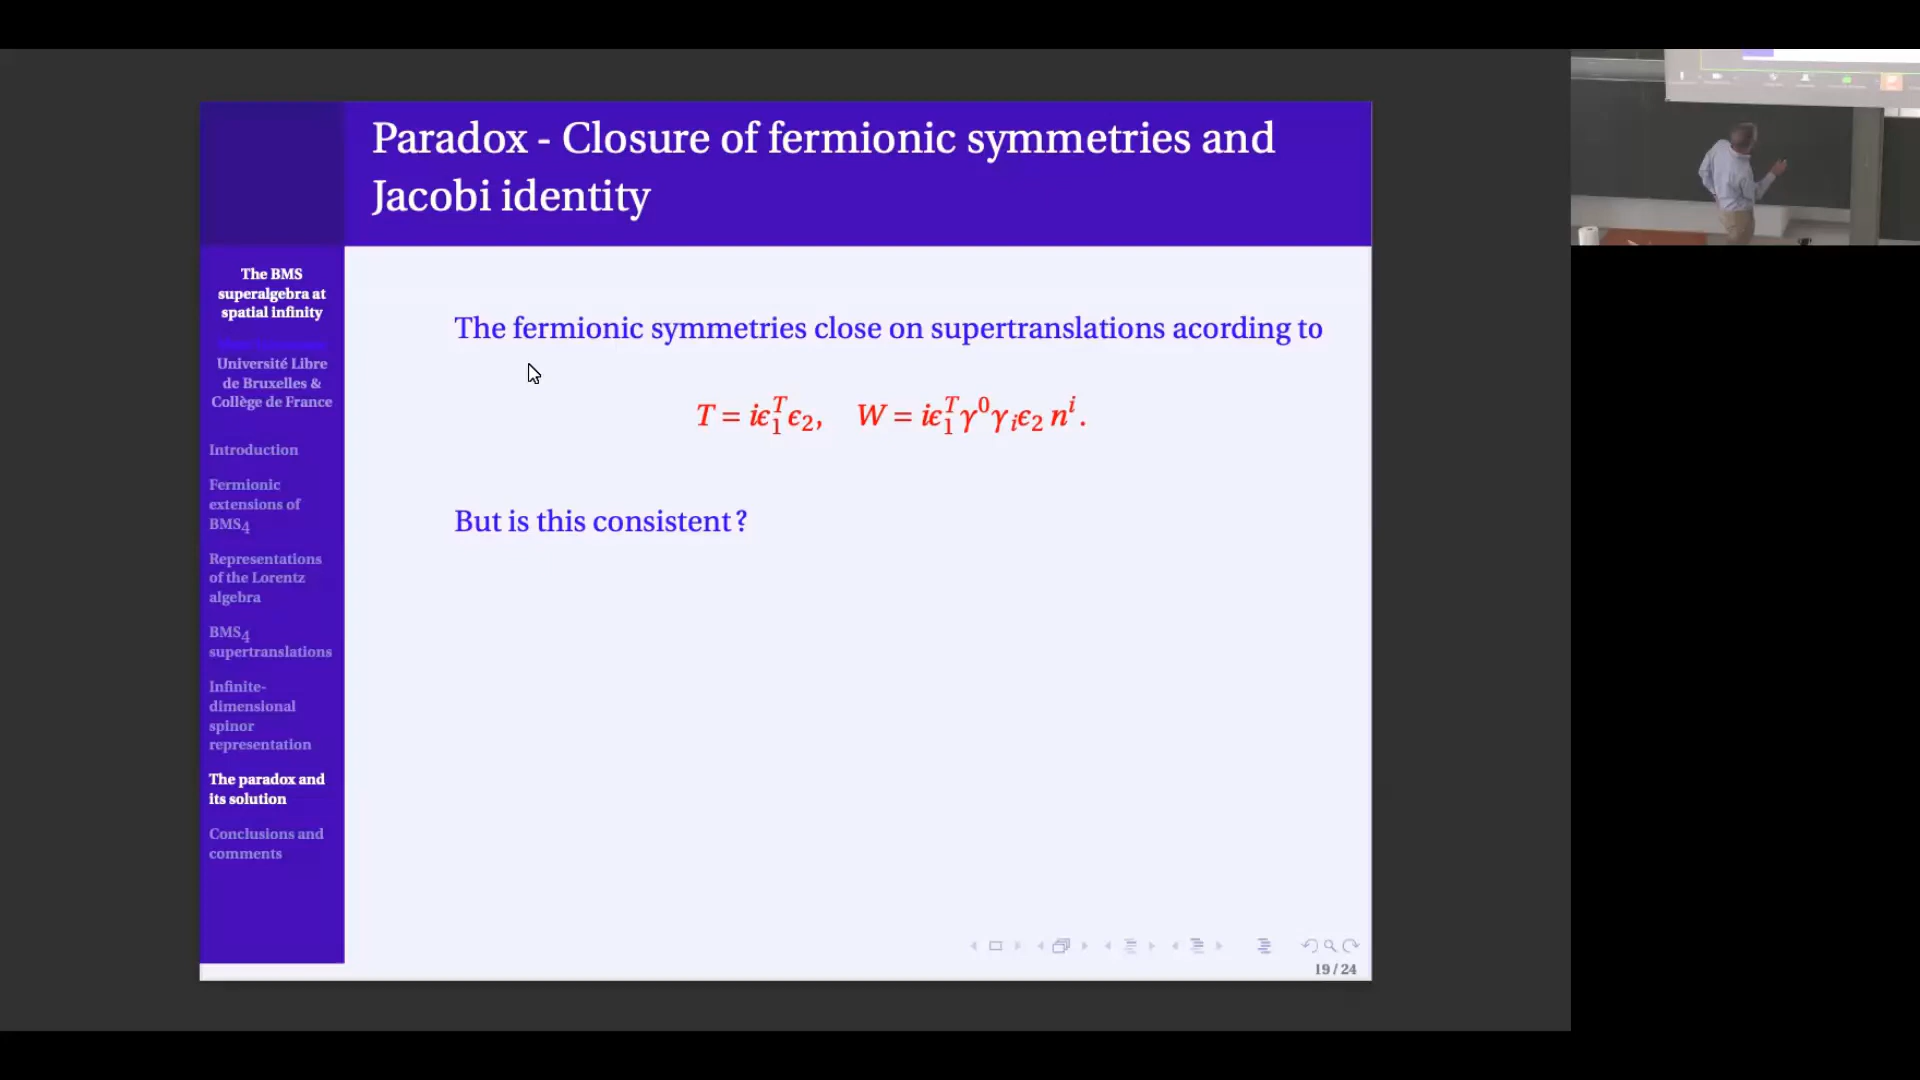 Paradox - Closure of fermionic symmetries and
Jacobi identity
The BMS
superalgebra at
spatial infinity
Université Libre
de Bruxelles &
Collège de France
Introduction
Fermionic
extensions of
BMS₄
Representations
of the Lorentz
algebra
BMS₄
supertranslations
Infinite-
dimensional
spinor
representation
The paradox and
its solution
Conclusions and
comments
The fermionic symmetries close on supertranslations acording to
T = iϵ₁ᵀϵ₂, W = iϵ₁ᵀγ⁰γᵢϵ₂ nⁱ.
But is this consistent ?
19 / 24